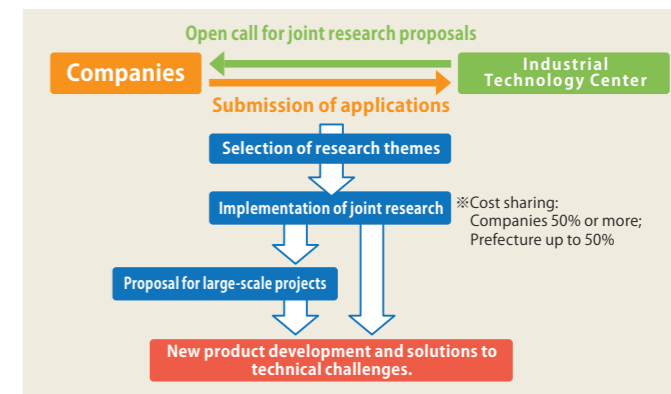 Open call for joint research proposals
Companies
Industrial
Technology Center
Submission of applications
Selection of research themes
Implementation of joint research
※Cost sharing:
Companies 50% or more;
Prefecture up to 50%
Proposal for large-scale projects
New product development and solutions to
technical challenges.